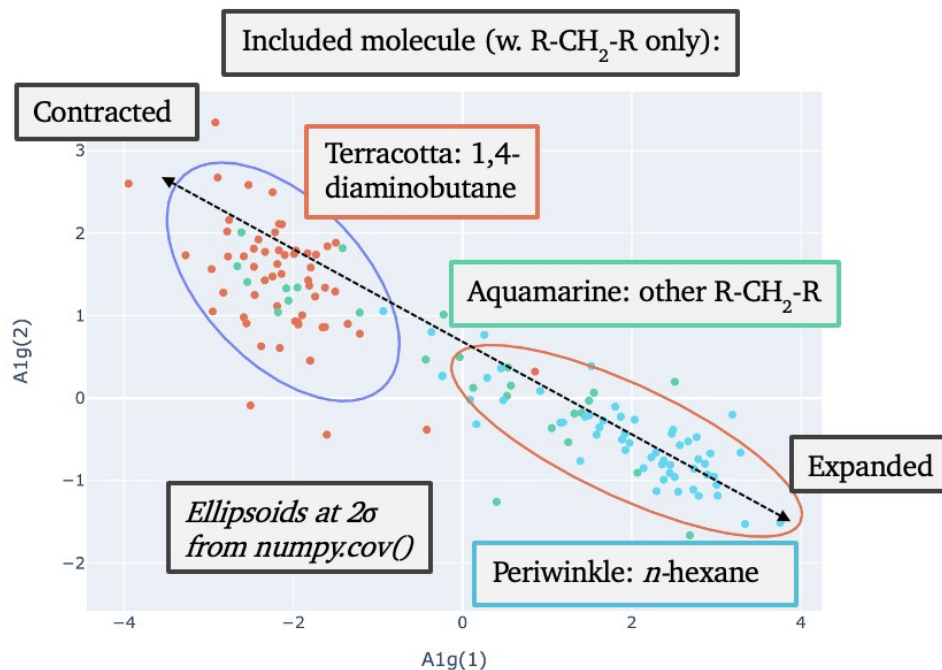 Included molecule (w. R-CH₂-R only):
Contracted
Terracotta: 1,4-
diaminobutane
Aquamarine: other R-CH₂-R
Expanded
Ellipsoids at 2σ
from numpy.cov()
Periwinkle: n-hexane
A1g(2)
3
2
1
0
−1
−2
−4
−2
0
2
4
A1g(1)